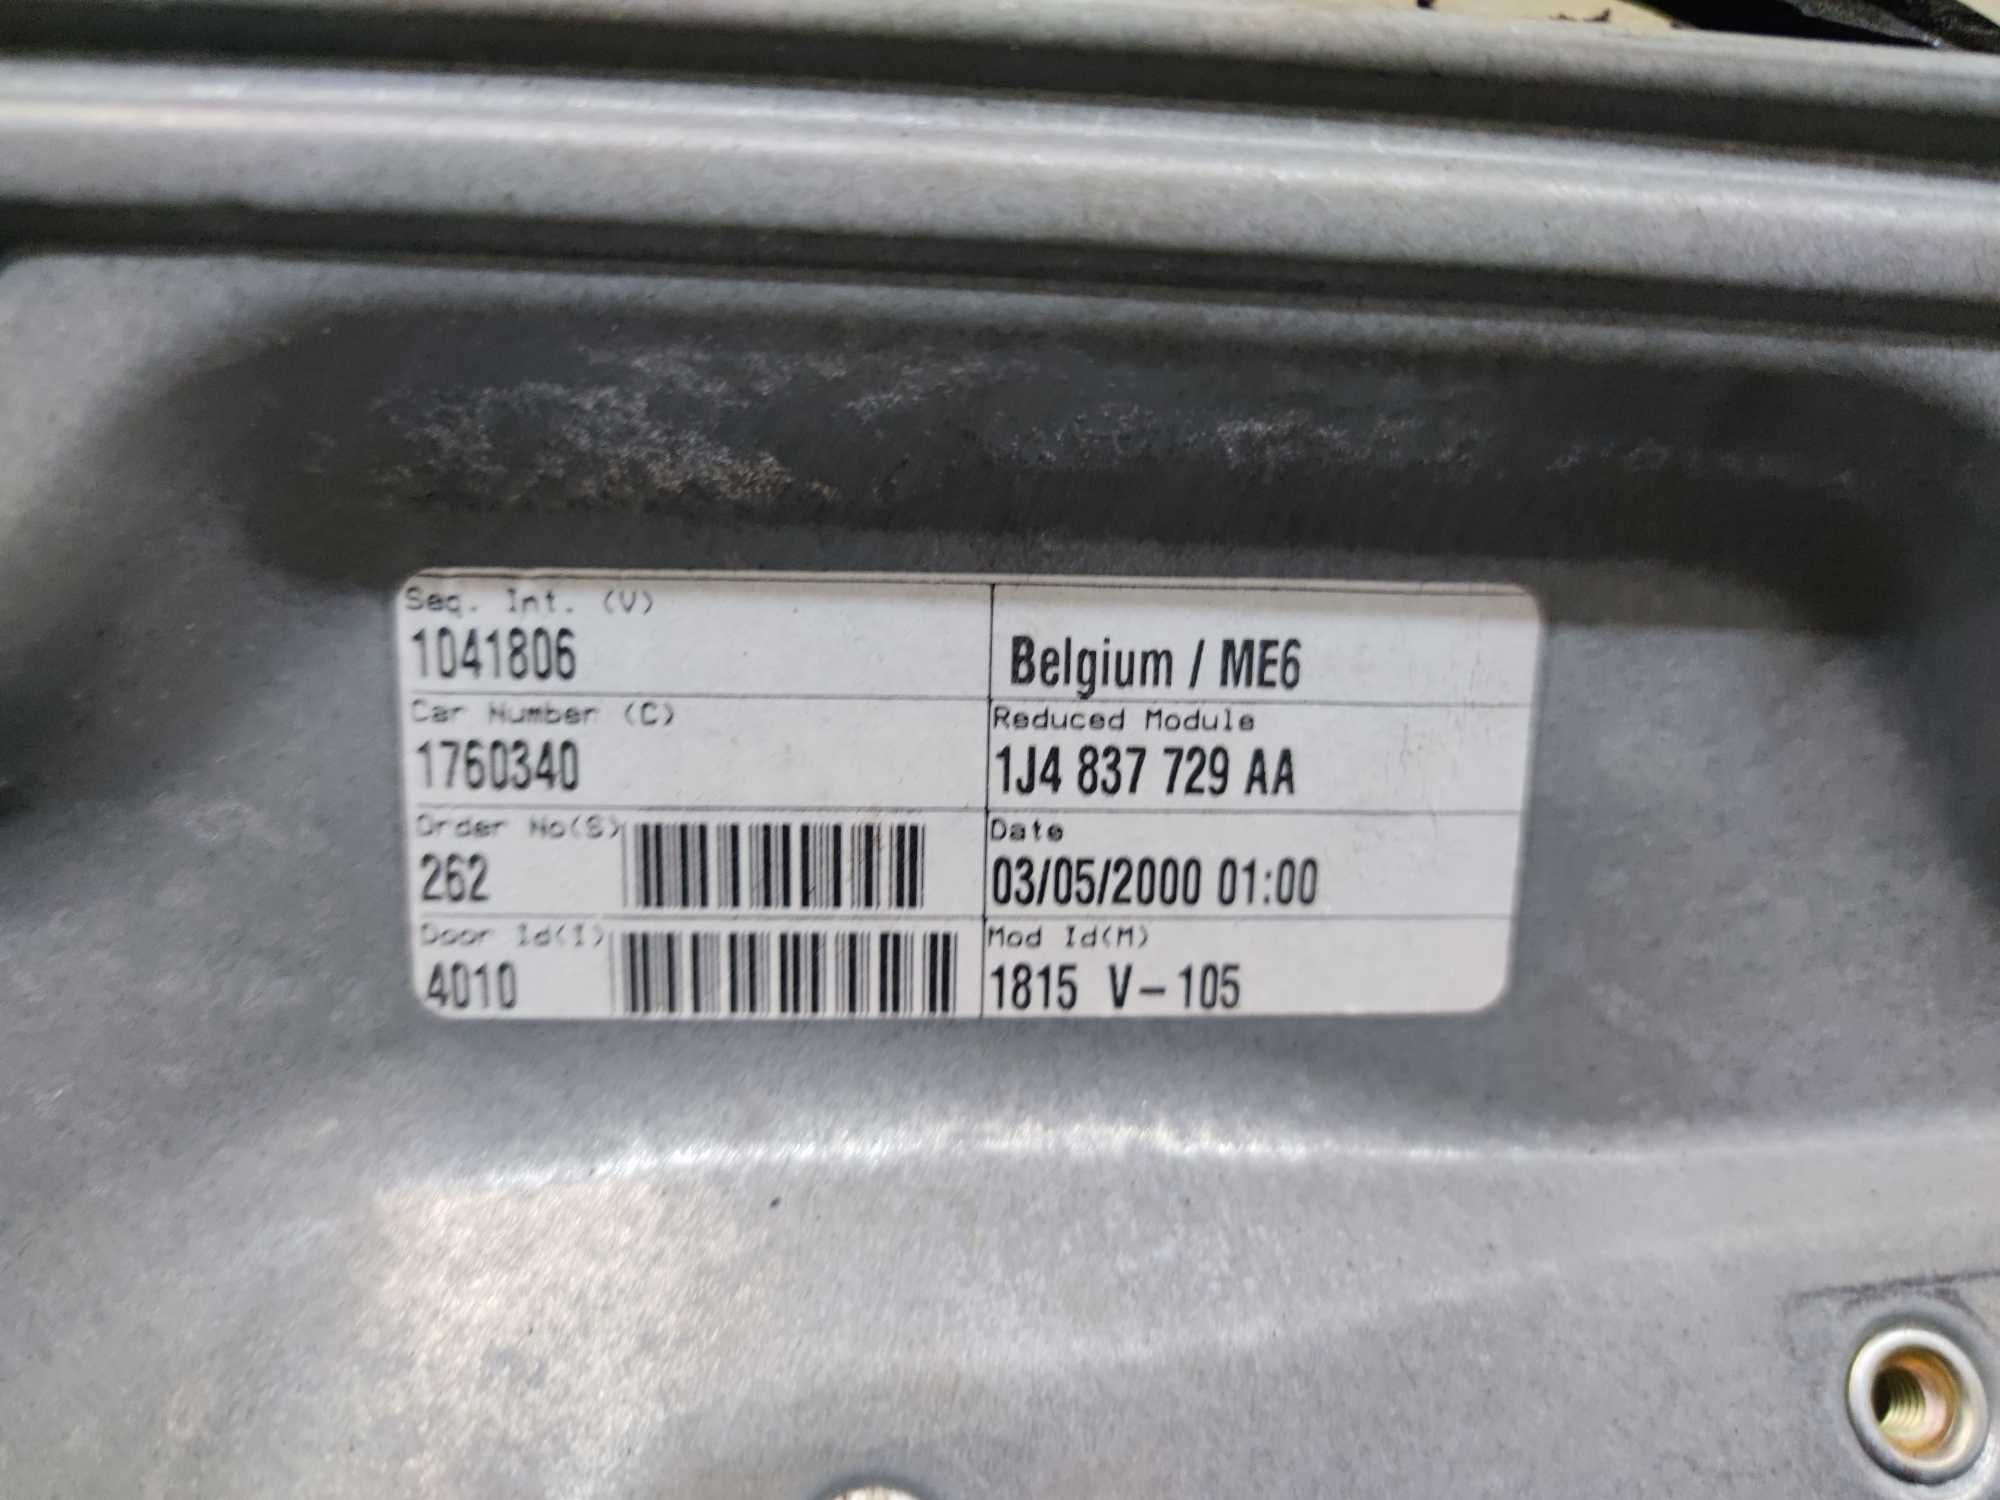 Seq. Int. (V)
1041806
Belgium / ME6
Car Number (C)
1760340
Reduced Module
1J4 837 729 AA
Order No(S)
262
Date
03/05/2000 01:00
Door Id(I)
4010
Mod Id(M)
1815 V-105